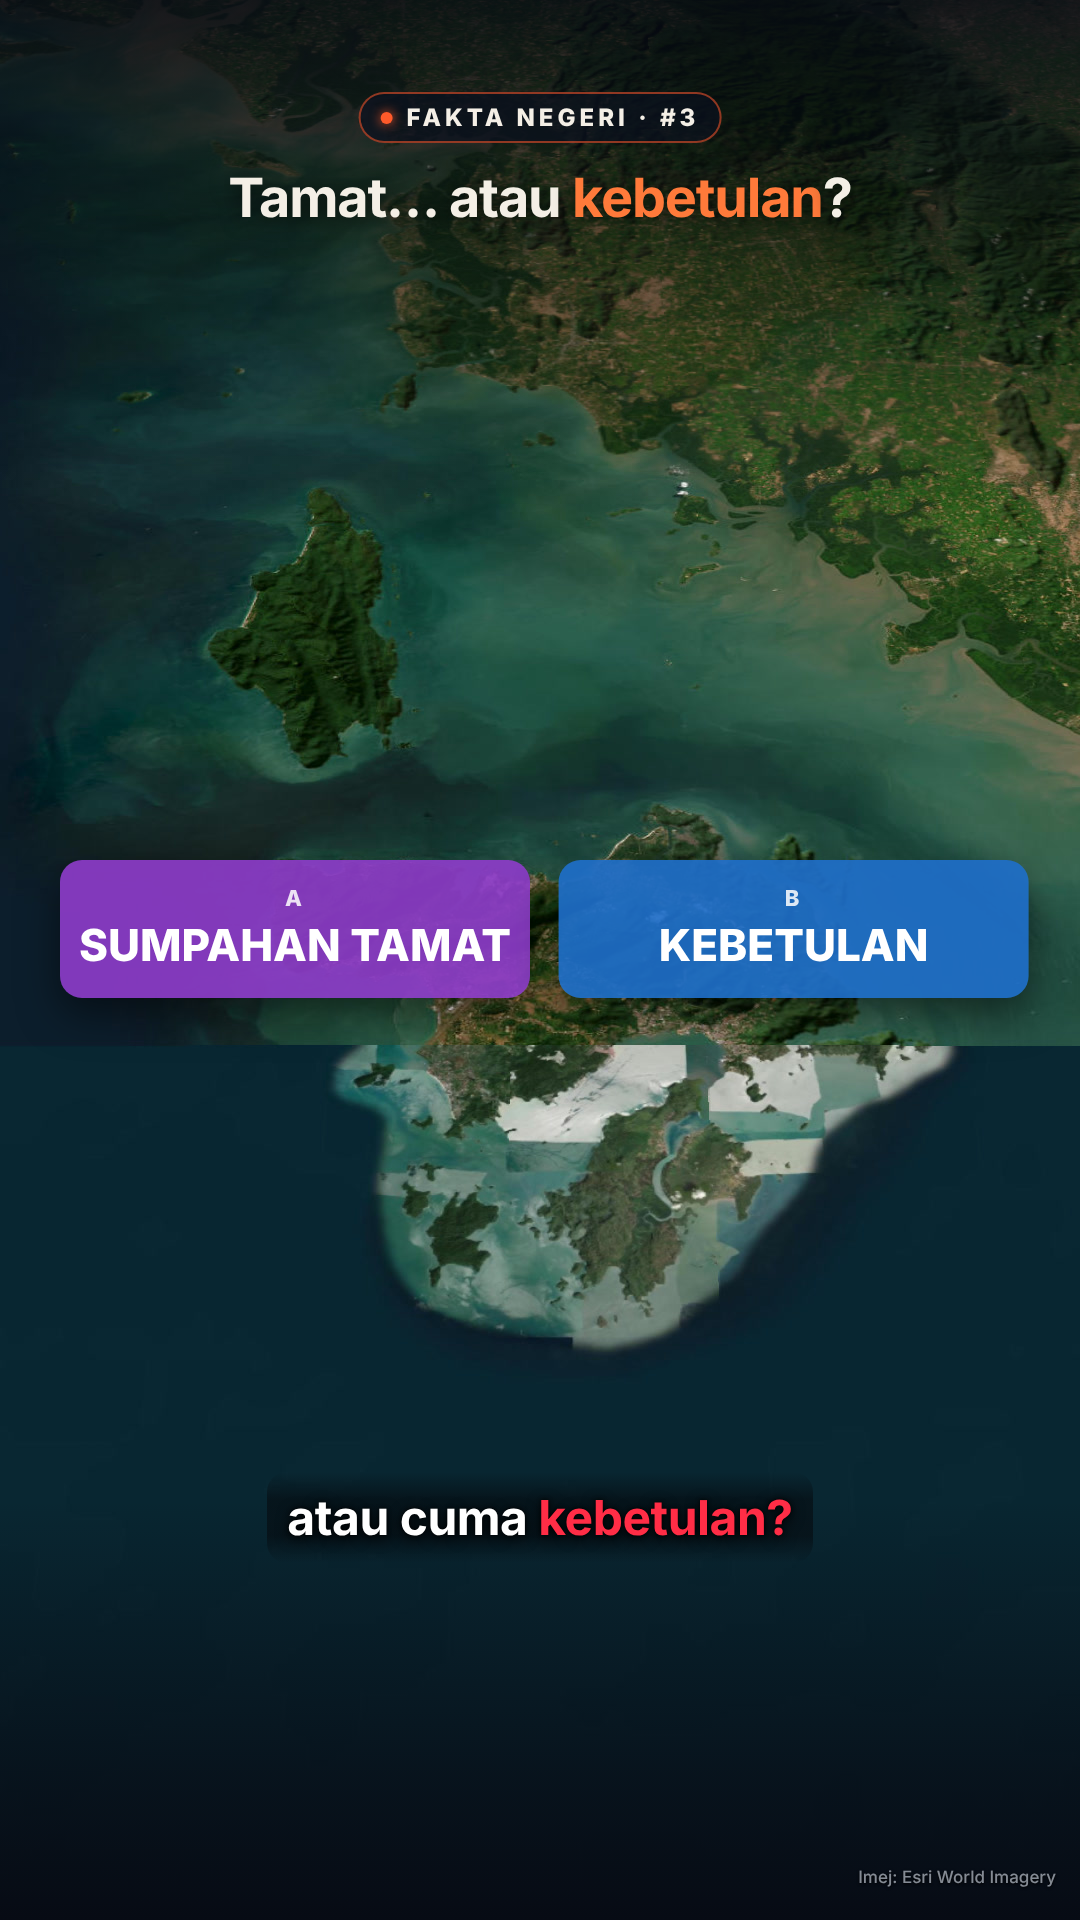 FAKTA NEGERI · #3
Tamat... atau kebetulan?
A
SUMPAHAN TAMAT
B
KEBETULAN
atau cuma kebetulan?
Imej: Esri World Imagery